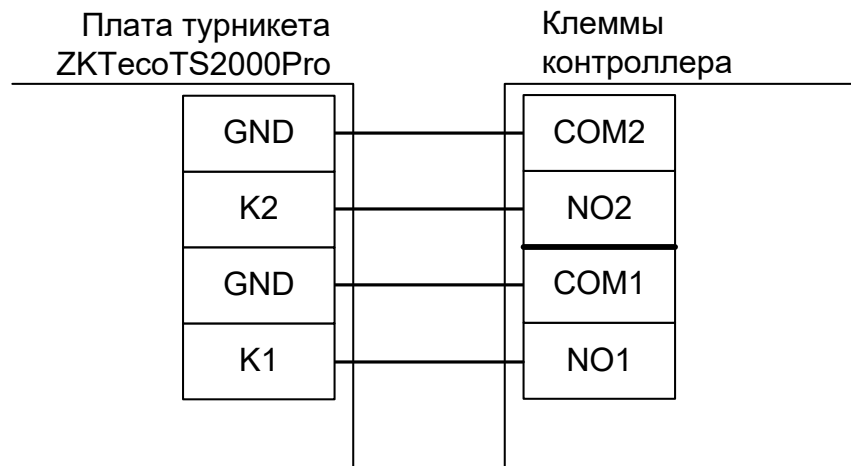 Плата турникета
ZKTecoTS2000Pro
Клеммы
контроллера
GND
COM2
K2
NO2
GND
COM1
K1
NO1